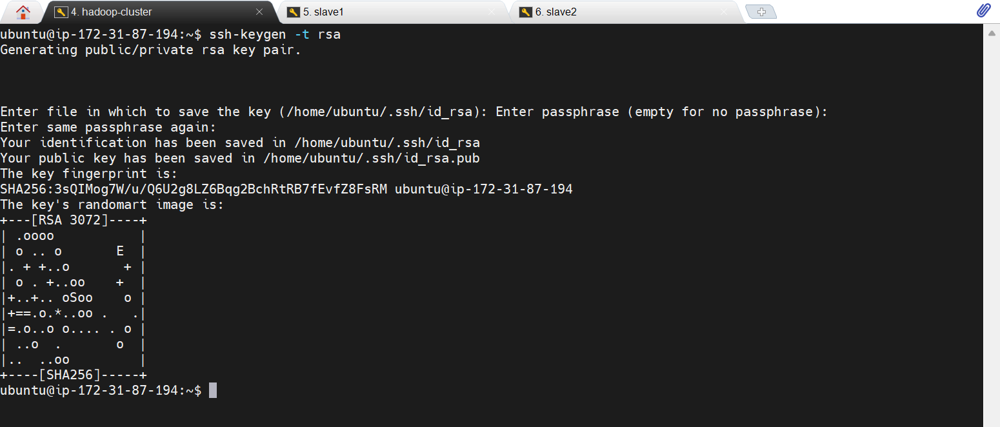 4. hadoop-cluster
5. slave1
6. slave2
ubuntu@ip-172-31-87-194:~$ ssh-keygen -t rsa
Generating public/private rsa key pair.
Enter file in which to save the key (/home/ubuntu/.ssh/id_rsa): Enter passphrase (empty for no passphrase):
Enter same passphrase again:
Your identification has been saved in /home/ubuntu/.ssh/id_rsa
Your public key has been saved in /home/ubuntu/.ssh/id_rsa.pub
The key fingerprint is:
SHA256:3sQIMog7W/u/Q6U2g8LZ6Bqg2BchRtRB7fEvfZ8FsRM ubuntu@ip-172-31-87-194
The key's randomart image is:
+---[RSA 3072]----+
| .oooo           |
| o .. o       E  |
|. + +..o       + |
| o . +..oo    +  |
|+..+.. oSoo    o |
|+==.o.*..oo .   .|
|=.o..o o.... . o |
| ..o  .       o  |
|..  ..oo         |
+----[SHA256]-----+
ubuntu@ip-172-31-87-194:~$